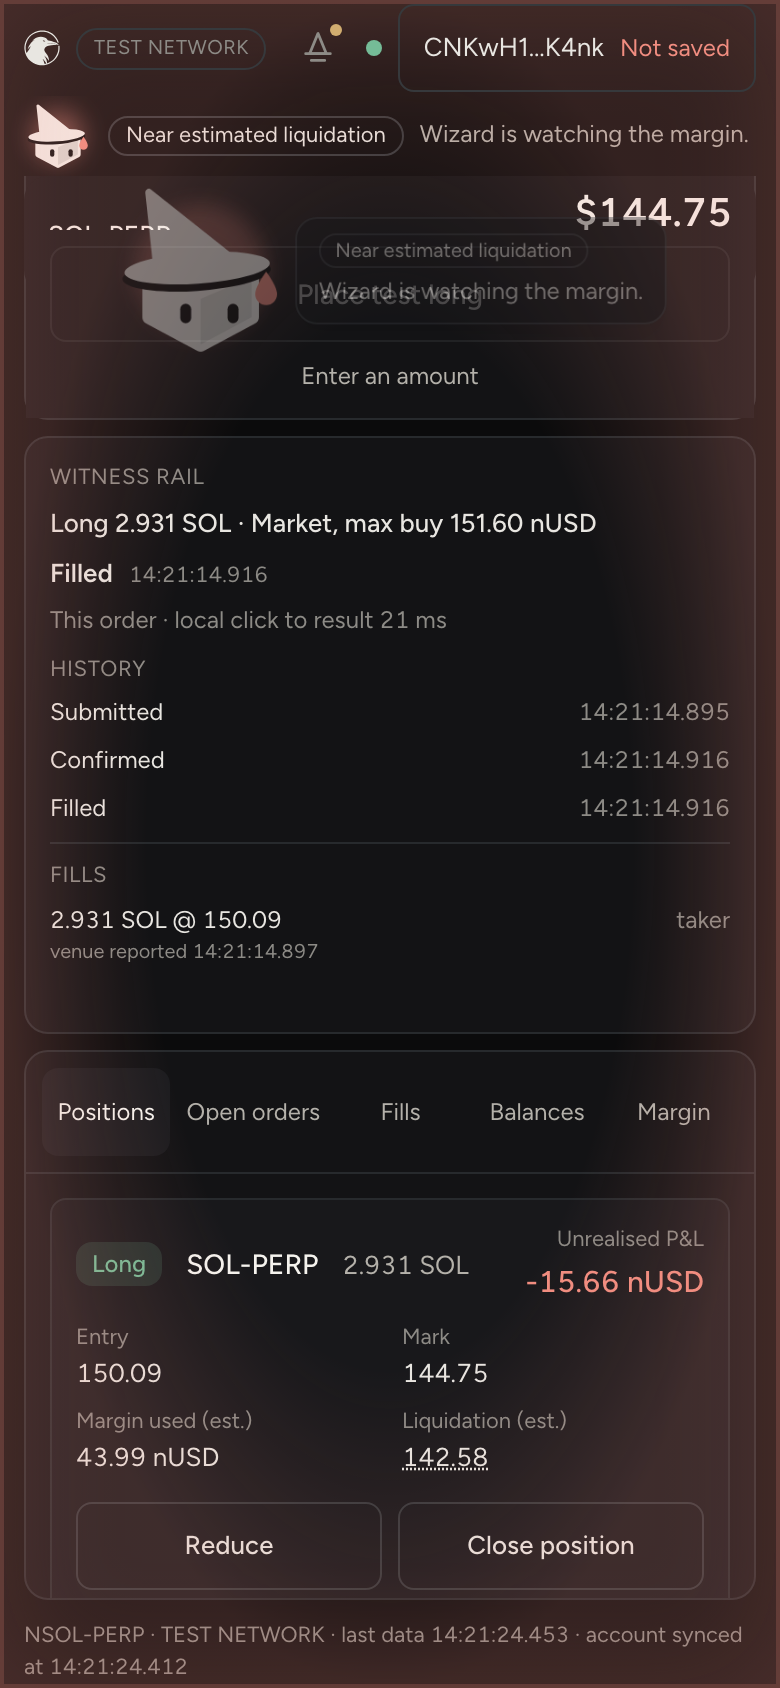 TEST NETWORK
CNKwH1...K4nk Not saved
Near estimated liquidation Wizard is watching the margin.
$144.75
SOL-PERP
Near estimated liquidation
Wizard is watching the margin.
Place test long
Enter an amount
WITNESS RAIL
Long 2.931 SOL · Market, max buy 151.60 nUSD
Filled 14:21:14.916
This order · local click to result 21 ms
HISTORY
Submitted 14:21:14.895
Confirmed 14:21:14.916
Filled 14:21:14.916
FILLS
2.931 SOL @ 150.09 taker
venue reported 14:21:14.897
Positions Open orders Fills Balances Margin
Unrealised P&L
Long SOL-PERP 2.931 SOL
-15.66 nUSD
Entry Mark
150.09 144.75
Margin used (est.) Liquidation (est.)
43.99 nUSD 142.58
Reduce Close position
NSOL-PERP · TEST NETWORK · last data 14:21:24.453 · account synced
at 14:21:24.412